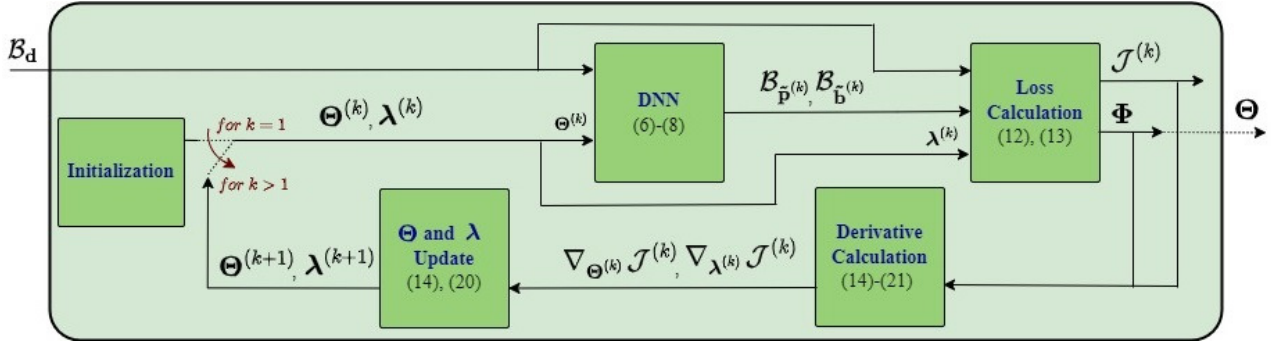 𝓑_d
Initialization
for k = 1
for k > 1
Θ^(k), λ^(k)
Θ^(k)
DNN
(6)-(8)
𝓑_p̃^(k), 𝓑_b̃^(k)
λ^(k)
Loss
Calculation
(12), (13)
𝒥^(k)
Φ
Θ
Θ^(k+1), λ^(k+1)
Θ and λ
Update
(14), (20)
∇_Θ^(k) 𝒥^(k), ∇_λ^(k) 𝒥^(k)
Derivative
Calculation
(14)-(21)